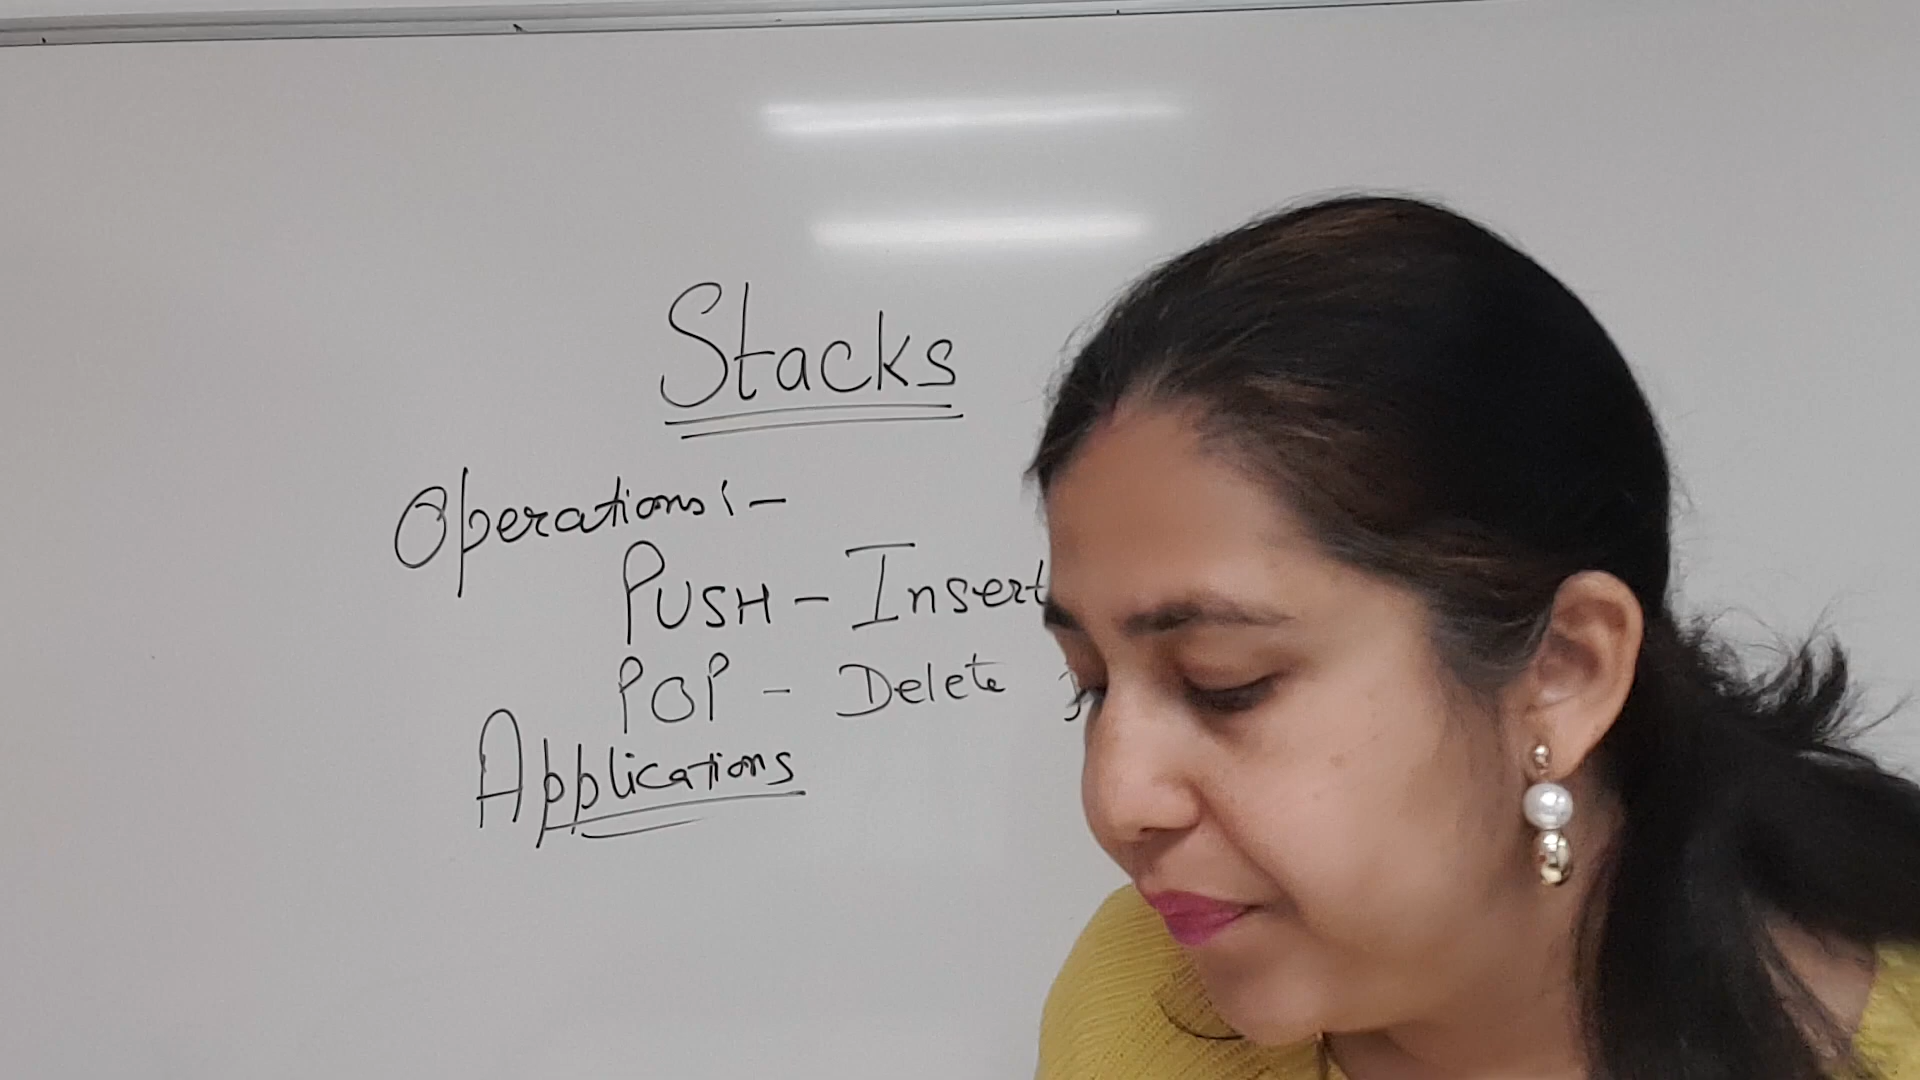 Stacks
Operations :-
PUSH - Insert
POP - Delete
Applications